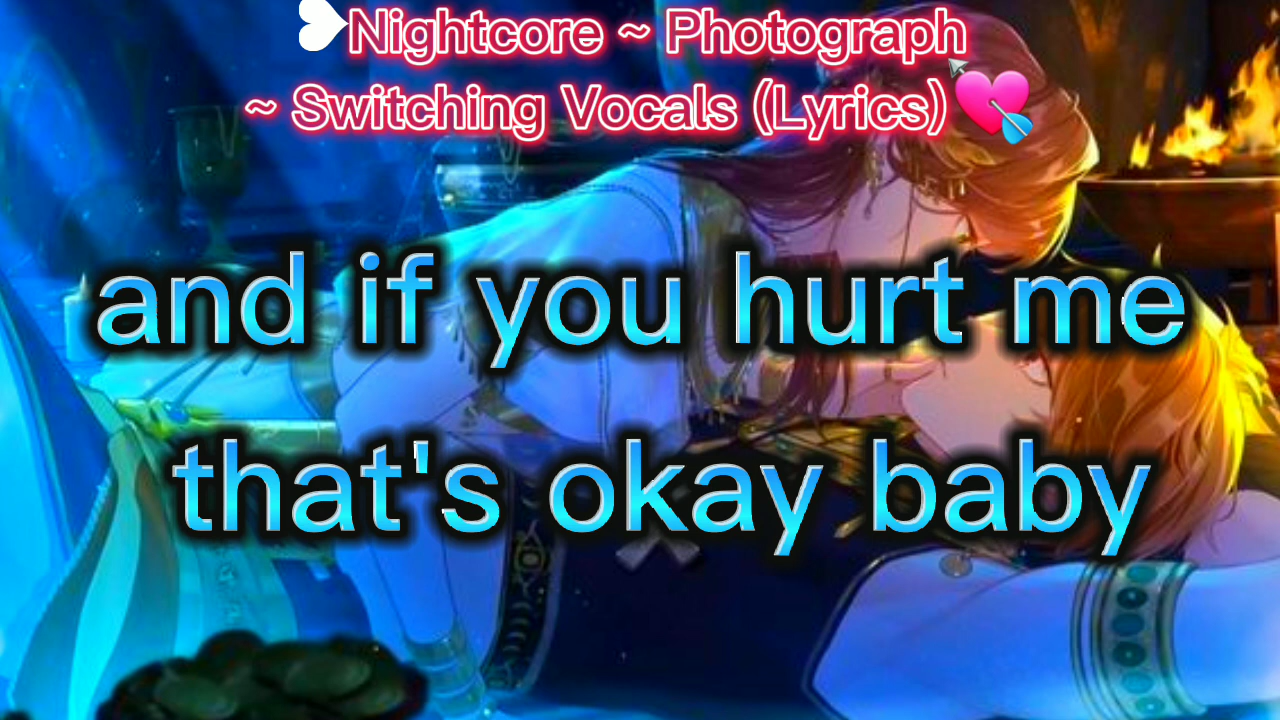 ❥Nightcore ~ Photograph
~ Switching Vocals (Lyrics)💘
and if you hurt me
that's okay baby